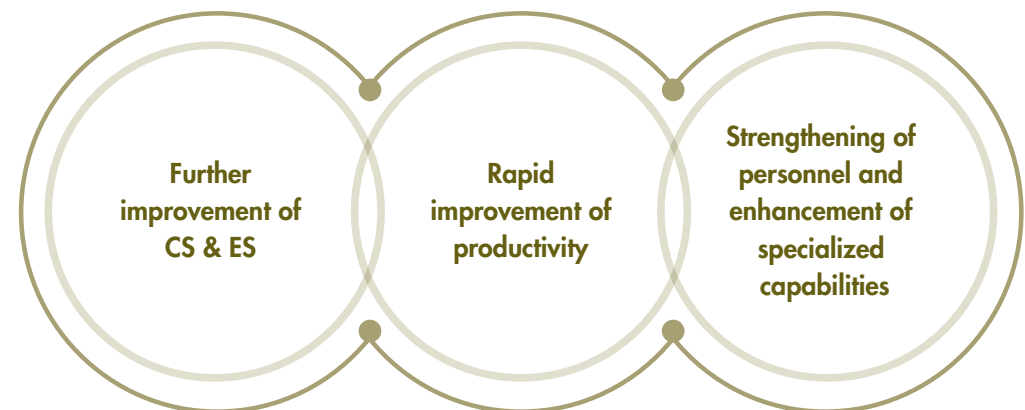 Further
improvement of
CS & ES
Rapid
improvement of
productivity
Strengthening of
personnel and
enhancement of
specialized
capabilities